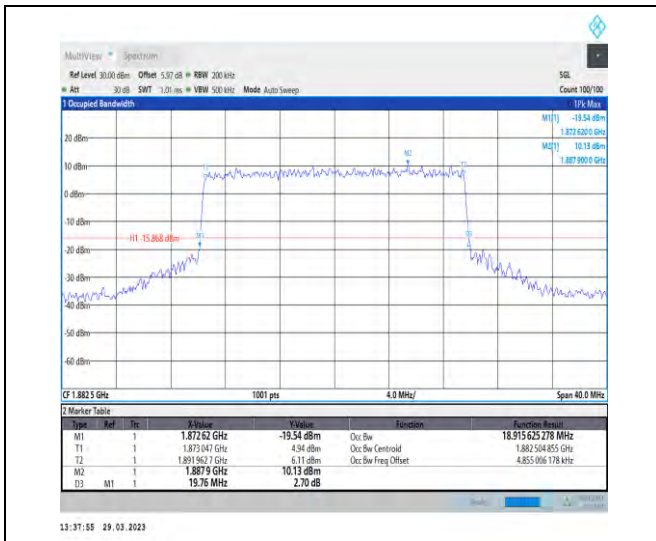 MultiView Spectrum
Ref Level 30.00 dBm Offset 5.97 dB RBW 200 kHz SGL
Att 30 dB SWT 1.01 ms VBW 500 kHz Mode Auto Sweep Count 100/100
1 Occupied Bandwidth 1Pk Max
M1[1] -19.54 dBm
1.872 620 0 GHz
M2[1] 10.13 dBm
1.887 900 0 GHz
20 dBm
M2
10 dBm
0 dBm
-10 dBm
H1 -15.868 dBm
-20 dBm
-30 dBm
-40 dBm
-50 dBm
-60 dBm
CF 1.882 5 GHz 1001 pts 4.0 MHz/ Span 40.0 MHz
2 Marker Table
Type Ref Trc X-Value Y-Value Function Function Result
M1 1 1.872 62 GHz -19.54 dBm Occ Bw 18.915 625 278 MHz
T1 1 1.873 047 GHz 4.94 dBm Occ Bw Centroid 1.882 504 855 GHz
T2 1 1.891 962 7 GHz 6.11 dBm Occ Bw Freq Offset 4.855 006 178 kHz
M2 1 1.887 9 GHz 10.13 dBm
D3 M1 1 19.76 MHz 2.70 dB
13:37:55 29.03.2023